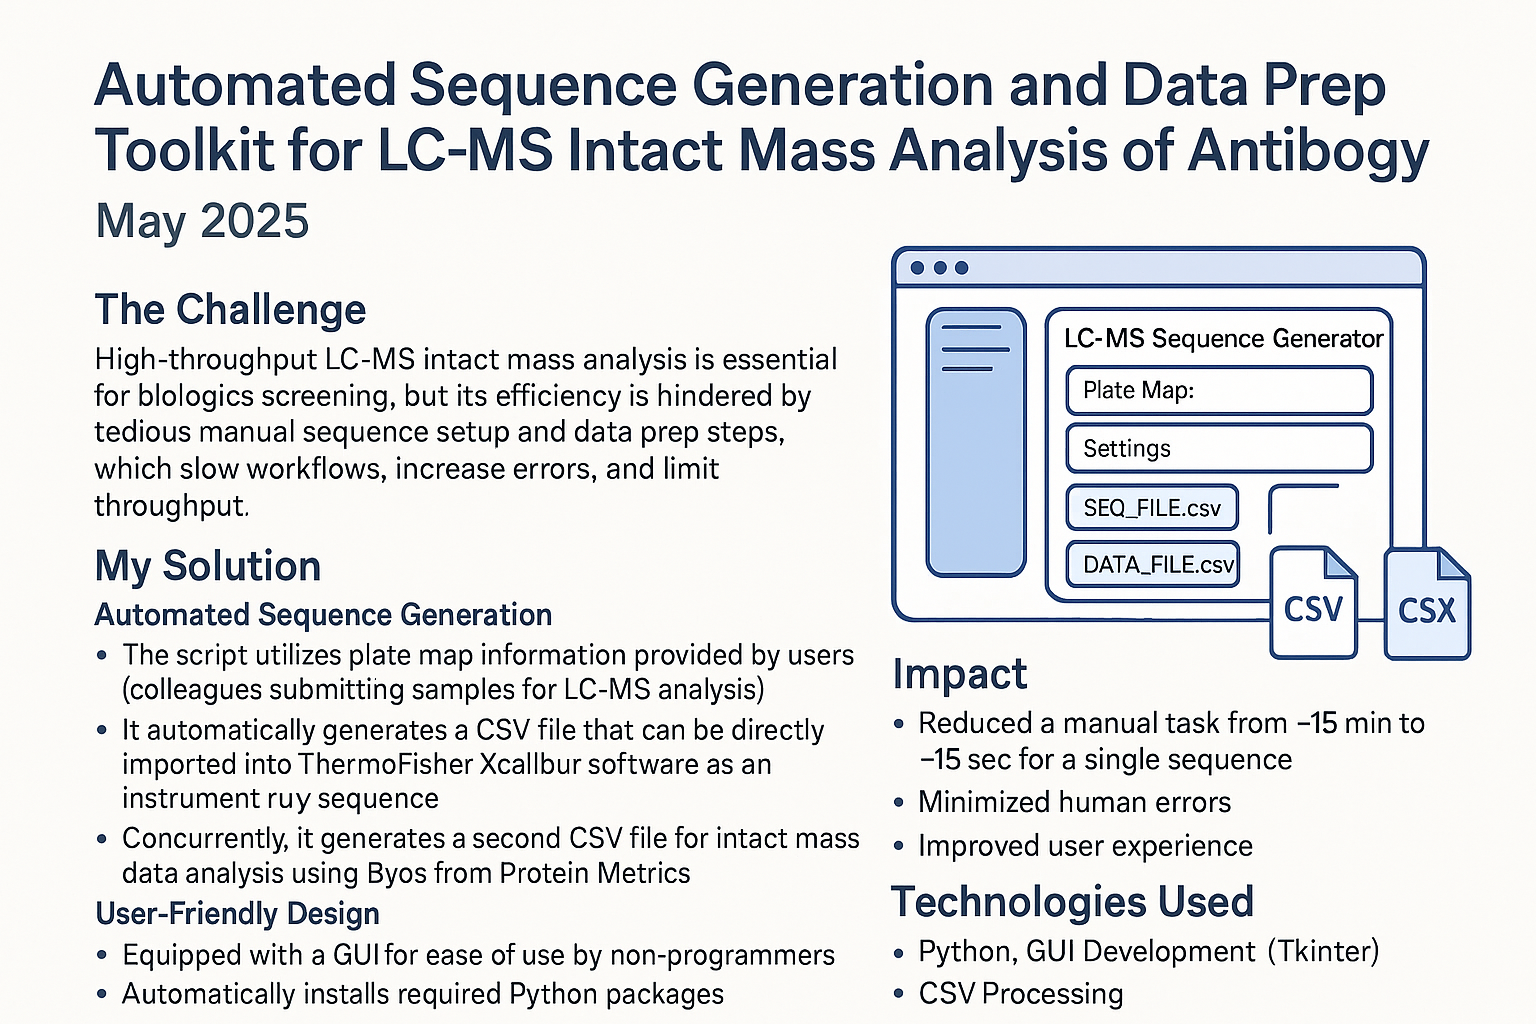 Automated Sequence Generation and Data Prep
Toolkit for LC-MS Intact Mass Analysis of Antibogy
May 2025
The Challenge
High-throughput LC-MS intact mass analysis is essential
for blologics screening, but its efficiency is hindered by
tedious manual sequence setup and data prep steps,
which slow workflows, increase errors, and limit
throughput.
My Solution
Automated Sequence Generation
• The script utilizes plate map information provided by users
(colleagues submitting samples for LC-MS analysis)
• It automatically generates a CSV file that can be directly
imported into ThermoFisher Xcallbur software as an
instrument ruy sequence
• Concurrently, it generates a second CSV file for intact mass
data analysis using Byos from Protein Metrics
User-Friendly Design
• Equipped with a GUI for ease of use by non-programmers
• Automatically installs required Python packages
LC-MS Sequence Generator
Plate Map:
Settings
SEQ_FILE.csv
DATA_FILE.csv
CSV
CSX
Impact
• Reduced a manual task from –15 min to
–15 sec for a single sequence
• Minimized human errors
• Improved user experience
Technologies Used
• Python, GUI Development (Tkinter)
• CSV Processing